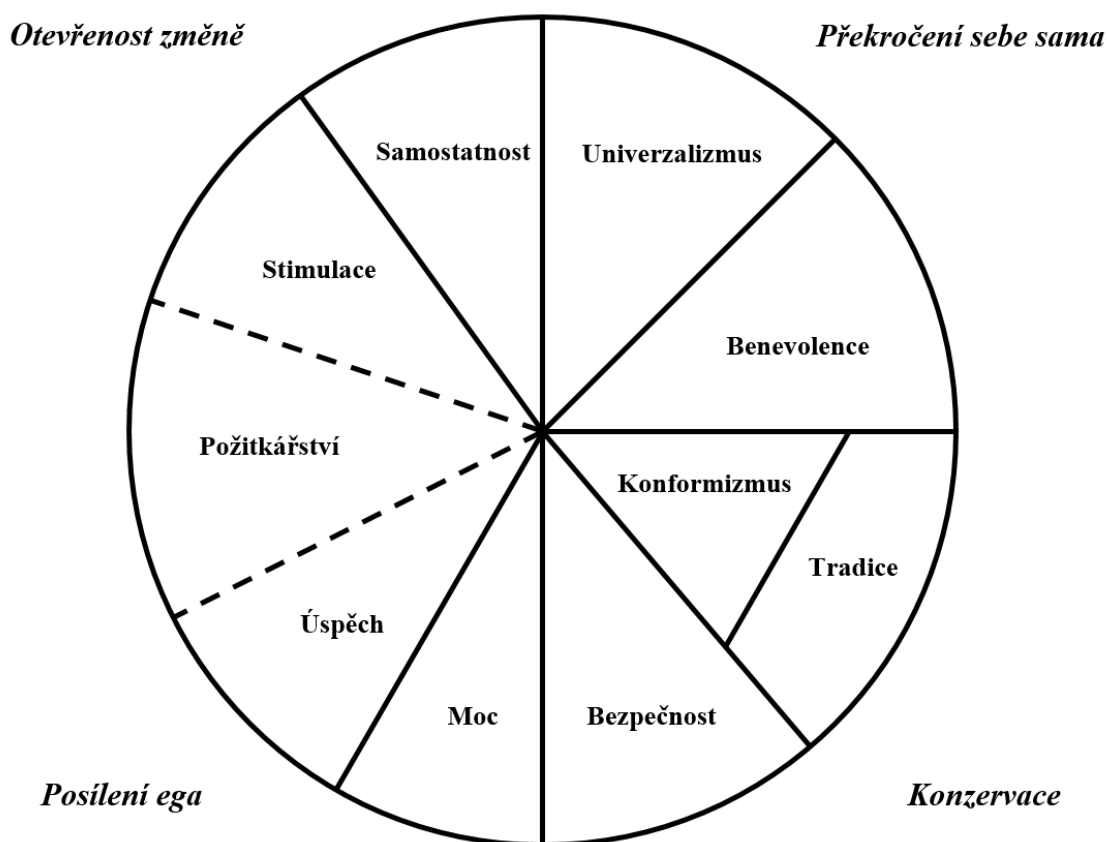 Otevřenost změně
Překročení sebe sama
Samostatnost
Univerzalizmus
Stimulace
Benevolence
Požitkářství
Konformizmus
Tradice
Úspěch
Moc
Bezpečnost
Posílení ega
Konzervace